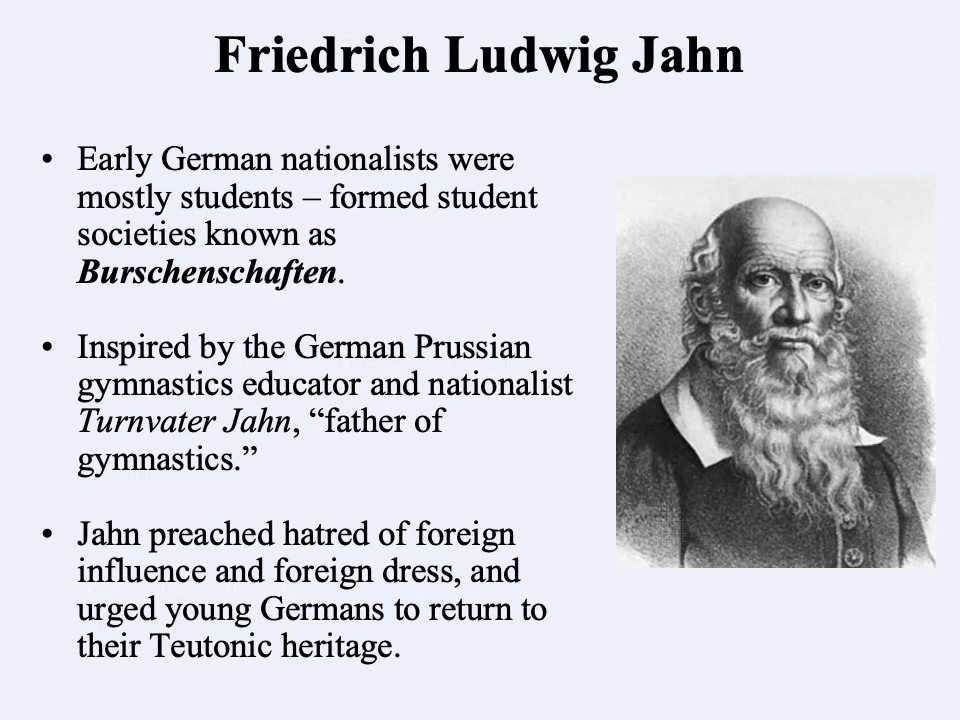 Friedrich Ludwig Jahn
• Early German nationalists were
mostly students – formed student
societies known as
Burschenschaften.
• Inspired by the German Prussian
gymnastics educator and nationalist
Turnvater Jahn, “father of
gymnastics.”
• Jahn preached hatred of foreign
influence and foreign dress, and
urged young Germans to return to
their Teutonic heritage.